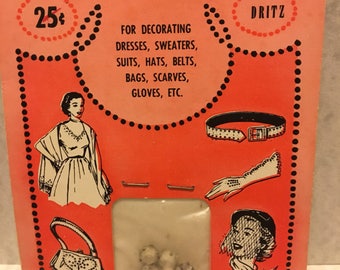 25¢
DRITZ
FOR DECORATING
DRESSES, SWEATERS,
SUITS, HATS, BELTS,
BAGS, SCARVES,
GLOVES, ETC.